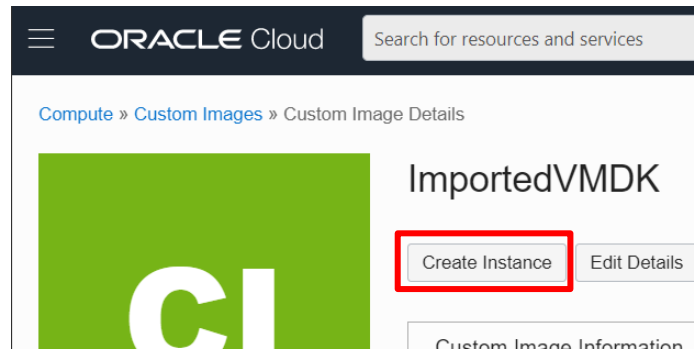 ORACLE Cloud
Search for resources and services
Compute » Custom Images » Custom Image Details
ImportedVMDK
Create Instance
Edit Details
CI
Custom Image Information